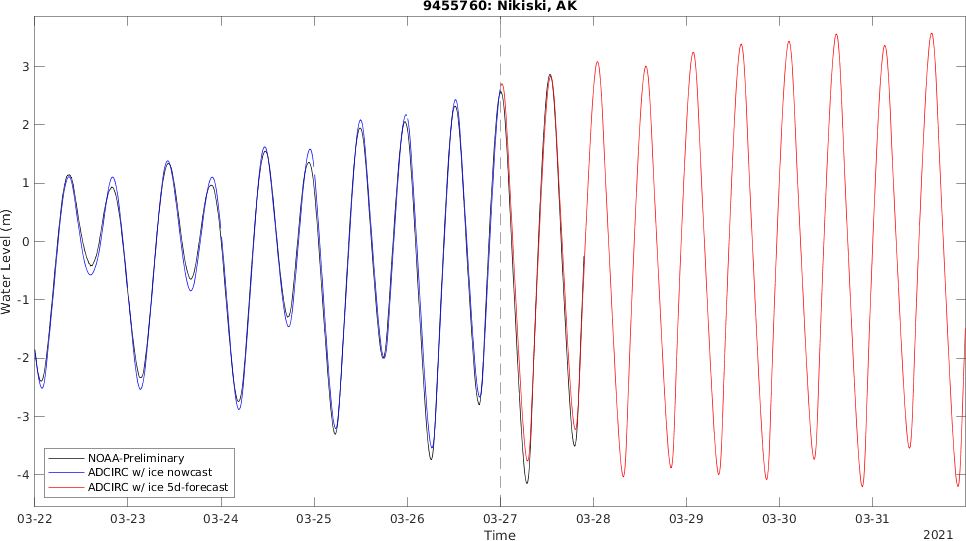 9455760: Nikiski, AK
Water Level (m)
3
2
1
0
-1
-2
-3
-4
NOAA-Preliminary
ADCIRC w/ ice nowcast
ADCIRC w/ ice 5d-forecast
03-22 03-23 03-24 03-25 03-26 03-27 03-28 03-29 03-30 03-31
Time
2021